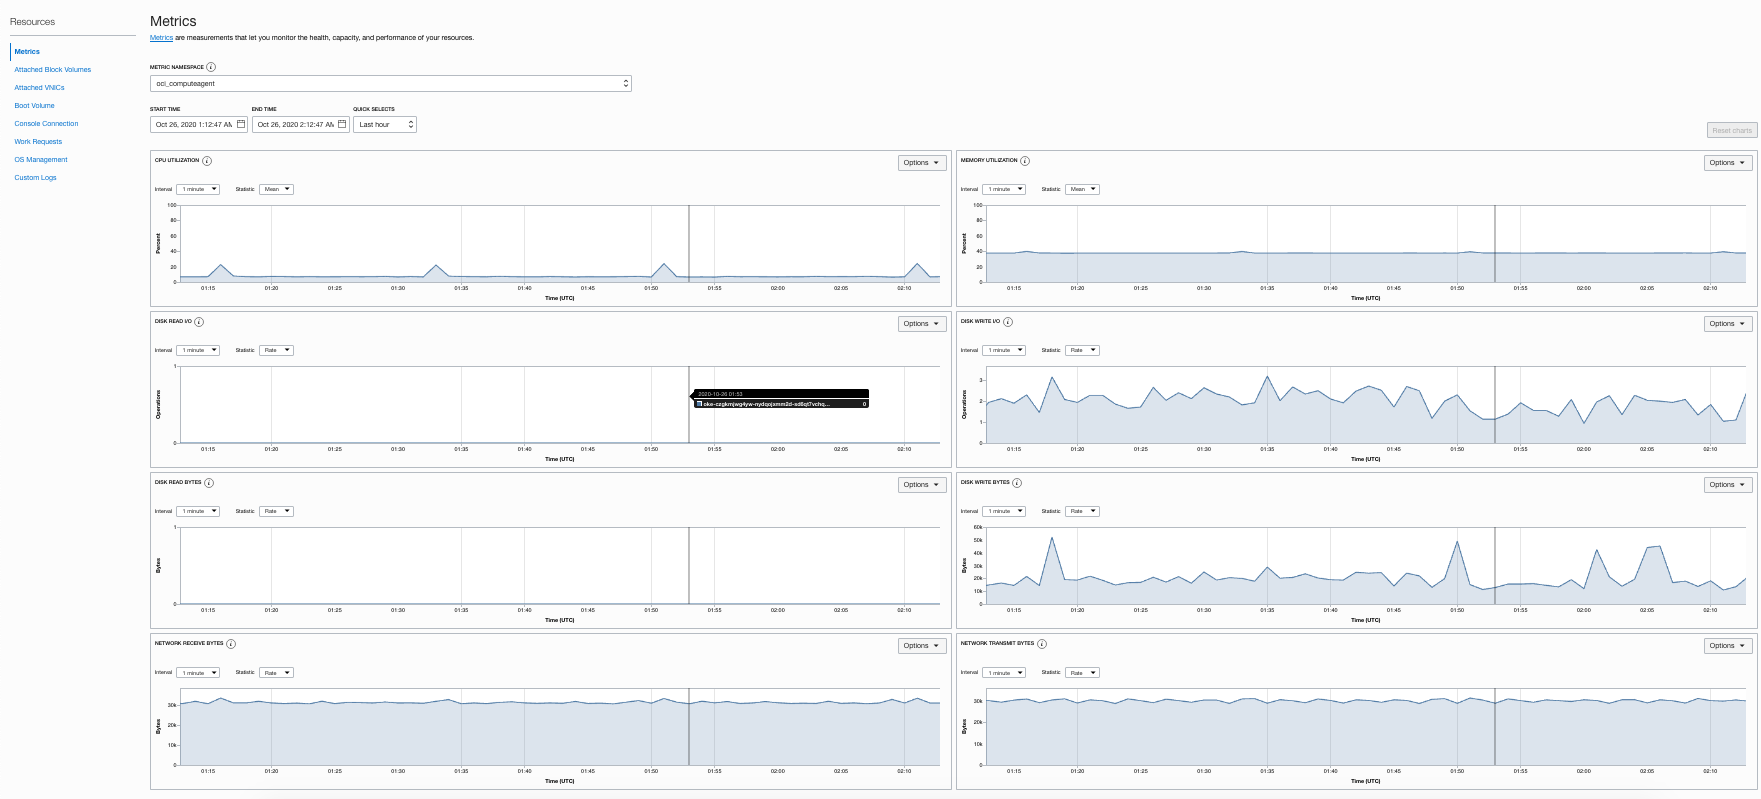 Resources
Metrics
Attached Block Volumes
Attached VNICs
Boot Volume
Console Connection
Work Requests
OS Management
Custom Logs
Metrics
Metrics are measurements that let you monitor the health, capacity, and performance of your resources.
METRIC NAMESPACE i
oci_computeagent
START TIME END TIME QUICK SELECTS
Oct 26, 2020 1:12:47 AM Oct 26, 2020 2:12:47 AM Last hour
Reset charts
CPU UTILIZATION i Options
Interval 1 minute Statistic Mean
100
80
60
40
20
0
Percent
01:15 01:20 01:25 01:30 01:35 01:40 01:45 01:50 01:55 02:00 02:05 02:10
Time (UTC)
MEMORY UTILIZATION i Options
Interval 1 minute Statistic Mean
100
80
60
40
20
0
Percent
01:15 01:20 01:25 01:30 01:35 01:40 01:45 01:50 01:55 02:00 02:05 02:10
Time (UTC)
DISK READ I/O i Options
Interval 1 minute Statistic Rate
1
0
Operations
2020-10-26 01:53
0
01:15 01:20 01:25 01:30 01:35 01:40 01:45 01:50 01:55 02:00 02:05 02:10
Time (UTC)
DISK WRITE I/O i Options
Interval 1 minute Statistic Rate
3
2
1
0
Operations
01:15 01:20 01:25 01:30 01:35 01:40 01:45 01:50 01:55 02:00 02:05 02:10
Time (UTC)
DISK READ BYTES i Options
Interval 1 minute Statistic Rate
1
0
Bytes
01:15 01:20 01:25 01:30 01:35 01:40 01:45 01:50 01:55 02:00 02:05 02:10
Time (UTC)
DISK WRITE BYTES i Options
Interval 1 minute Statistic Rate
60k
50k
40k
30k
20k
10k
0
Bytes
01:15 01:20 01:25 01:30 01:35 01:40 01:45 01:50 01:55 02:00 02:05 02:10
Time (UTC)
NETWORK RECEIVE BYTES i Options
Interval 1 minute Statistic Rate
30k
20k
10k
0
Bytes
01:15 01:20 01:25 01:30 01:35 01:40 01:45 01:50 01:55 02:00 02:05 02:10
Time (UTC)
NETWORK TRANSMIT BYTES i Options
Interval 1 minute Statistic Rate
30k
20k
10k
0
Bytes
01:15 01:20 01:25 01:30 01:35 01:40 01:45 01:50 01:55 02:00 02:05 02:10
Time (UTC)